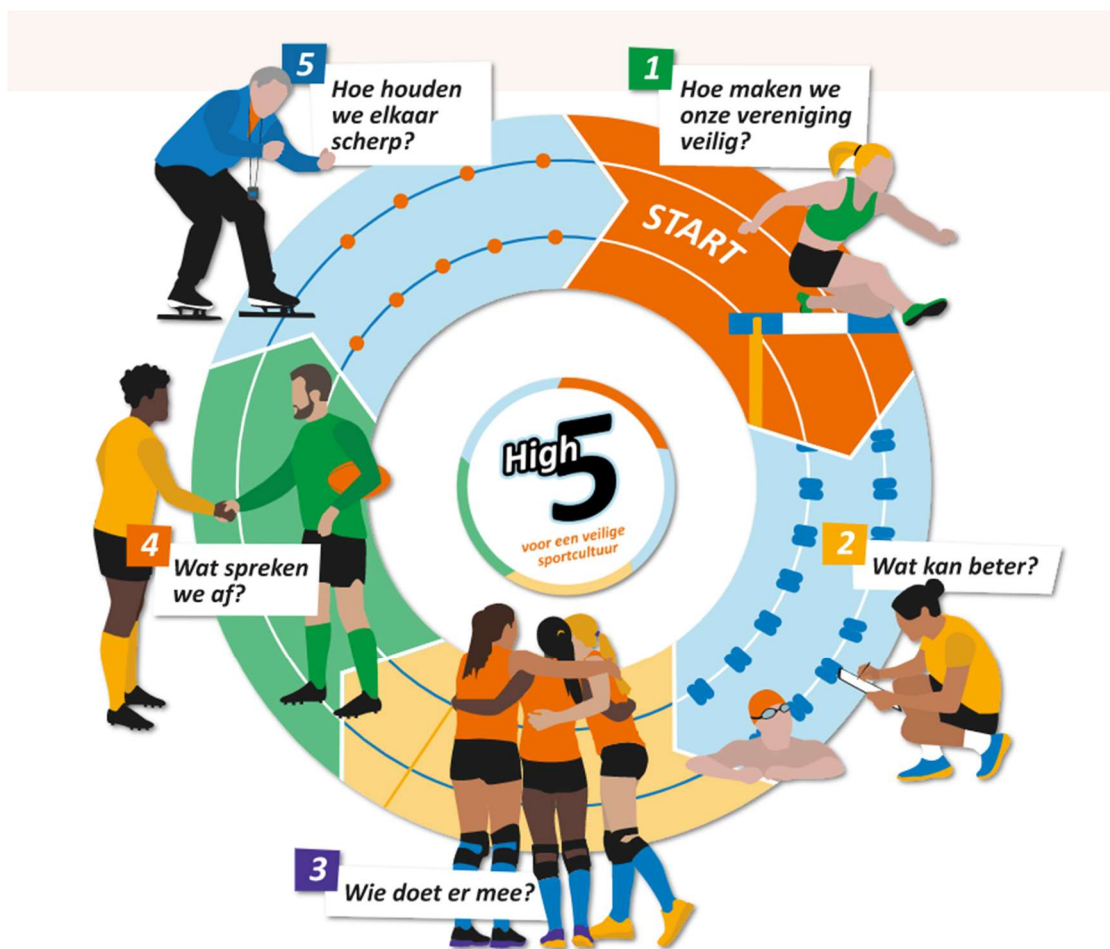 1
Hoe maken we
onze vereniging
veilig?
START
2
Wat kan beter?
3
Wie doet er mee?
4
Wat spreken
we af?
5
Hoe houden
we elkaar
scherp?
High
5
voor een veilige
sportcultuur